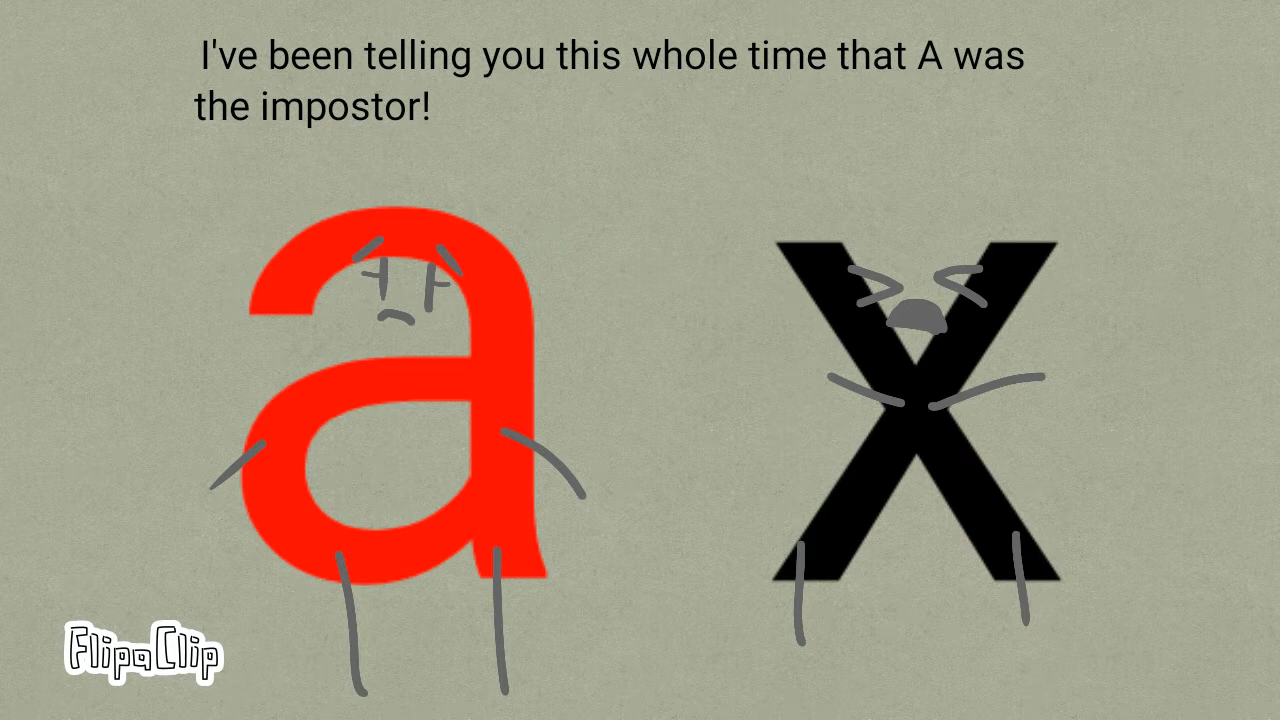 I've been telling you this whole time that A was
the impostor!
a x
FlipaClip